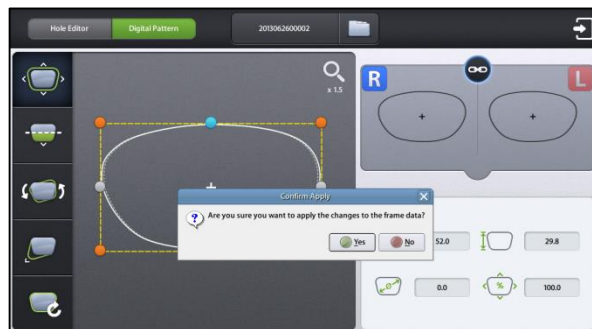 Hole Editor
Digital Pattern
2013062600002
x 1.5
R
L
Confirm Apply
Are you sure you want to apply the changes to the frame data?
Yes
No
52.0
29.8
%
0.0
100.0